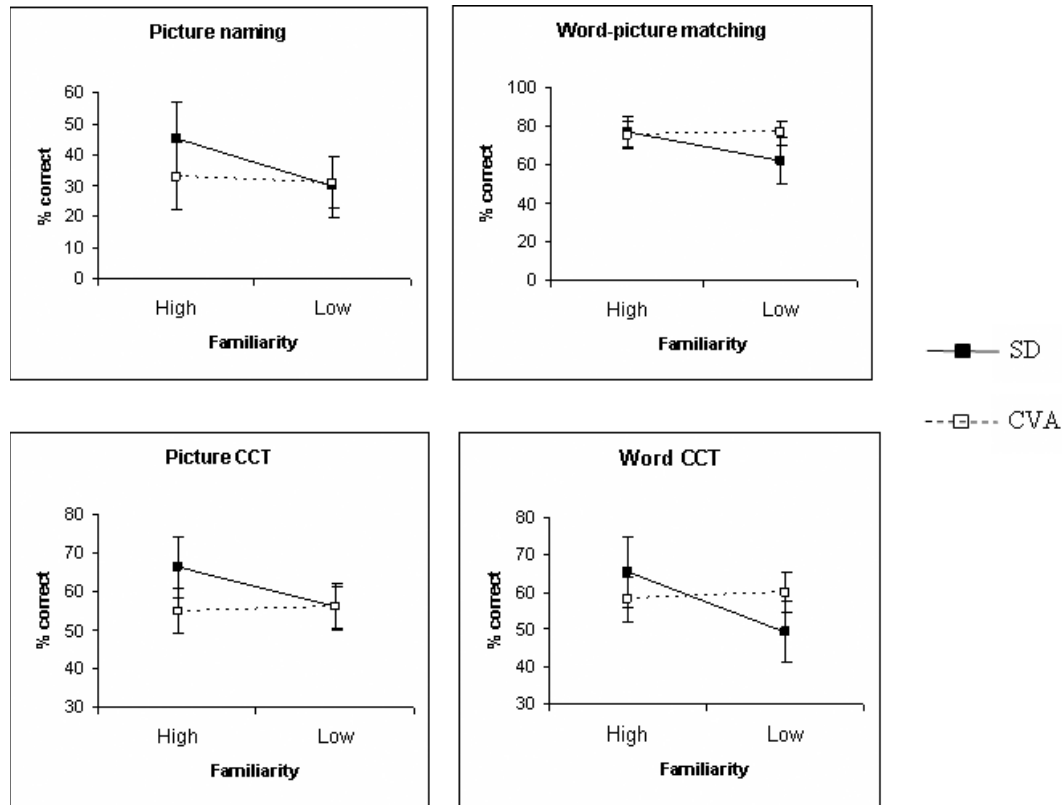 Picture naming
60
50
40
30
20
10
0
% correct
High Low
Familiarity
Word-picture matching
100
80
60
40
20
0
% correct
High Low
Familiarity
SD
CVA
Picture CCT
80
70
60
50
40
30
% correct
High Low
Familiarity
Word CCT
80
70
60
50
40
30
% correct
High Low
Familiarity